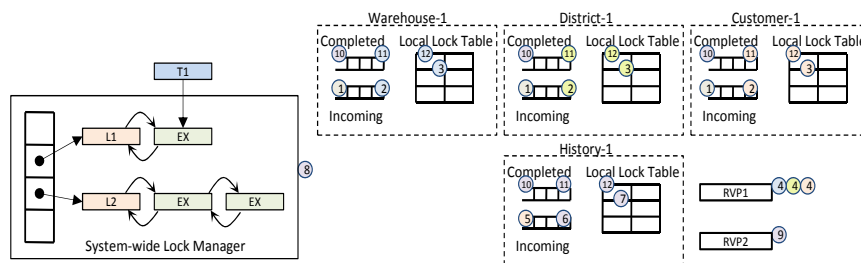 Warehouse-1
Completed Local Lock Table
10 11 12
3
1 2
Incoming
District-1
Completed Local Lock Table
10 11 12
3
1 2
Incoming
Customer-1
Completed Local Lock Table
10 11 12
3
1 2
Incoming
T1
L1 EX
8
L2 EX EX
System-wide Lock Manager
History-1
Completed Local Lock Table
10 11 12
7
5 6
Incoming
RVP1 4 4 4
RVP2 9